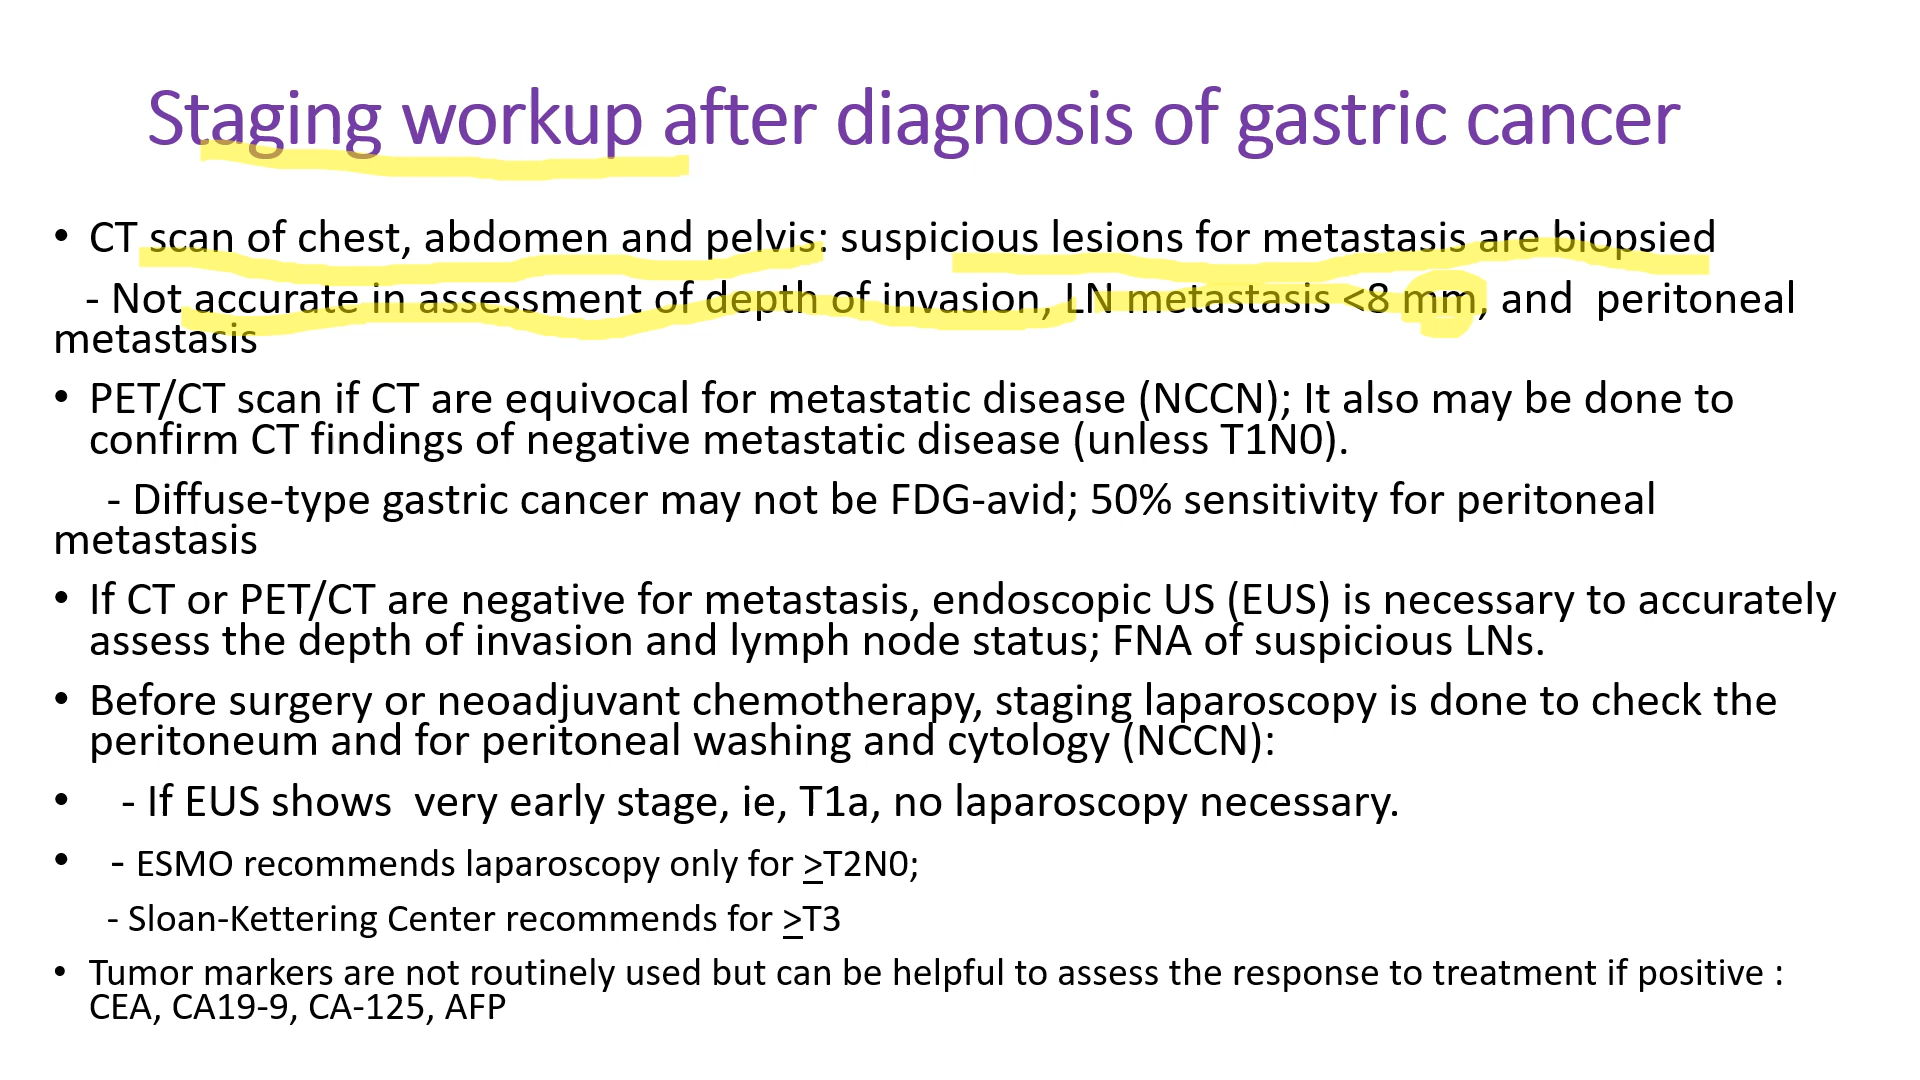 Staging workup after diagnosis of gastric cancer
• CT scan of chest, abdomen and pelvis: suspicious lesions for metastasis are biopsied
- Not accurate in assessment of depth of invasion, LN metastasis <8 mm, and  peritoneal
metastasis
• PET/CT scan if CT are equivocal for metastatic disease (NCCN); It also may be done to
confirm CT findings of negative metastatic disease (unless T1N0).
- Diffuse-type gastric cancer may not be FDG-avid; 50% sensitivity for peritoneal
metastasis
• If CT or PET/CT are negative for metastasis, endoscopic US (EUS) is necessary to accurately
assess the depth of invasion and lymph node status; FNA of suspicious LNs.
• Before surgery or neoadjuvant chemotherapy, staging laparoscopy is done to check the
peritoneum and for peritoneal washing and cytology (NCCN):
• - If EUS shows  very early stage, ie, T1a, no laparoscopy necessary.
• - ESMO recommends laparoscopy only for >T2N0;
- Sloan-Kettering Center recommends for >T3
• Tumor markers are not routinely used but can be helpful to assess the response to treatment if positive :
CEA, CA19-9, CA-125, AFP